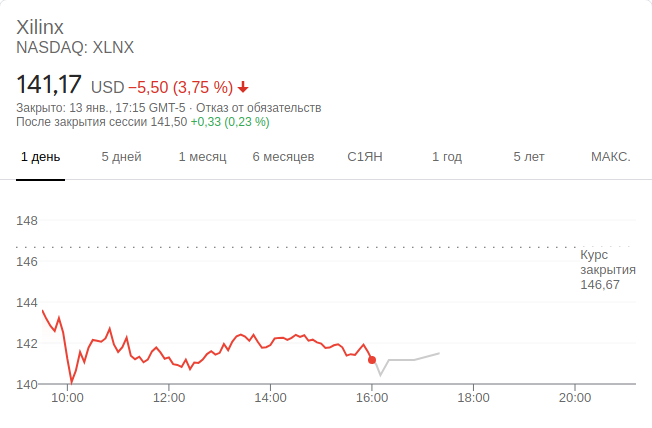 Xilinx
NASDAQ: XLNX
141,17 USD −5,50 (3,75 %)
Закрыто: 13 янв., 17:15 GMT-5 · Отказ от обязательств
После закрытия сессии 141,50 +0,33 (0,23 %)
1 день 5 дней 1 месяц 6 месяцев С1ЯН 1 год 5 лет МАКС.
148
146
144
142
140
Курс
закрытия
146,67
10:00 12:00 14:00 16:00 18:00 20:00